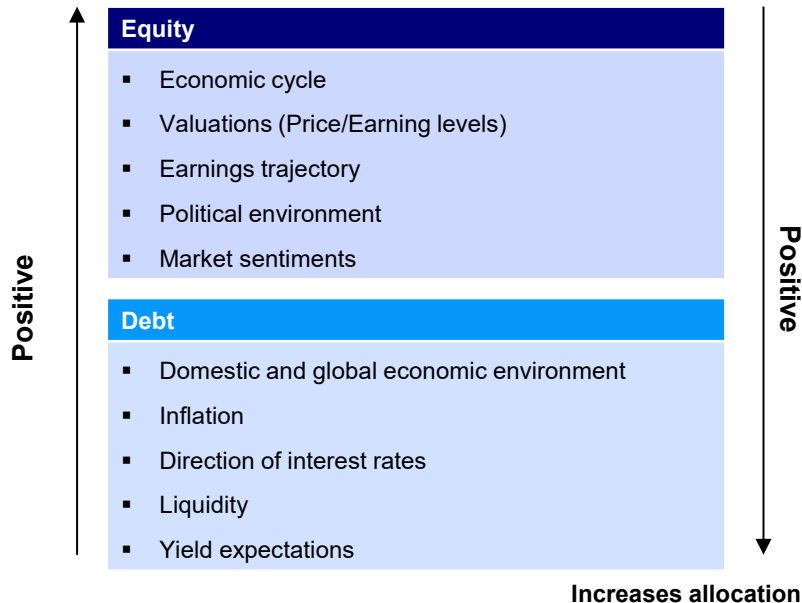 Equity
▪ Economic cycle
▪ Valuations (Price/Earning levels)
▪ Earnings trajectory
▪ Political environment
▪ Market sentiments
Positive
Positive
Debt
▪ Domestic and global economic environment
▪ Inflation
▪ Direction of interest rates
▪ Liquidity
▪ Yield expectations
Increases allocation